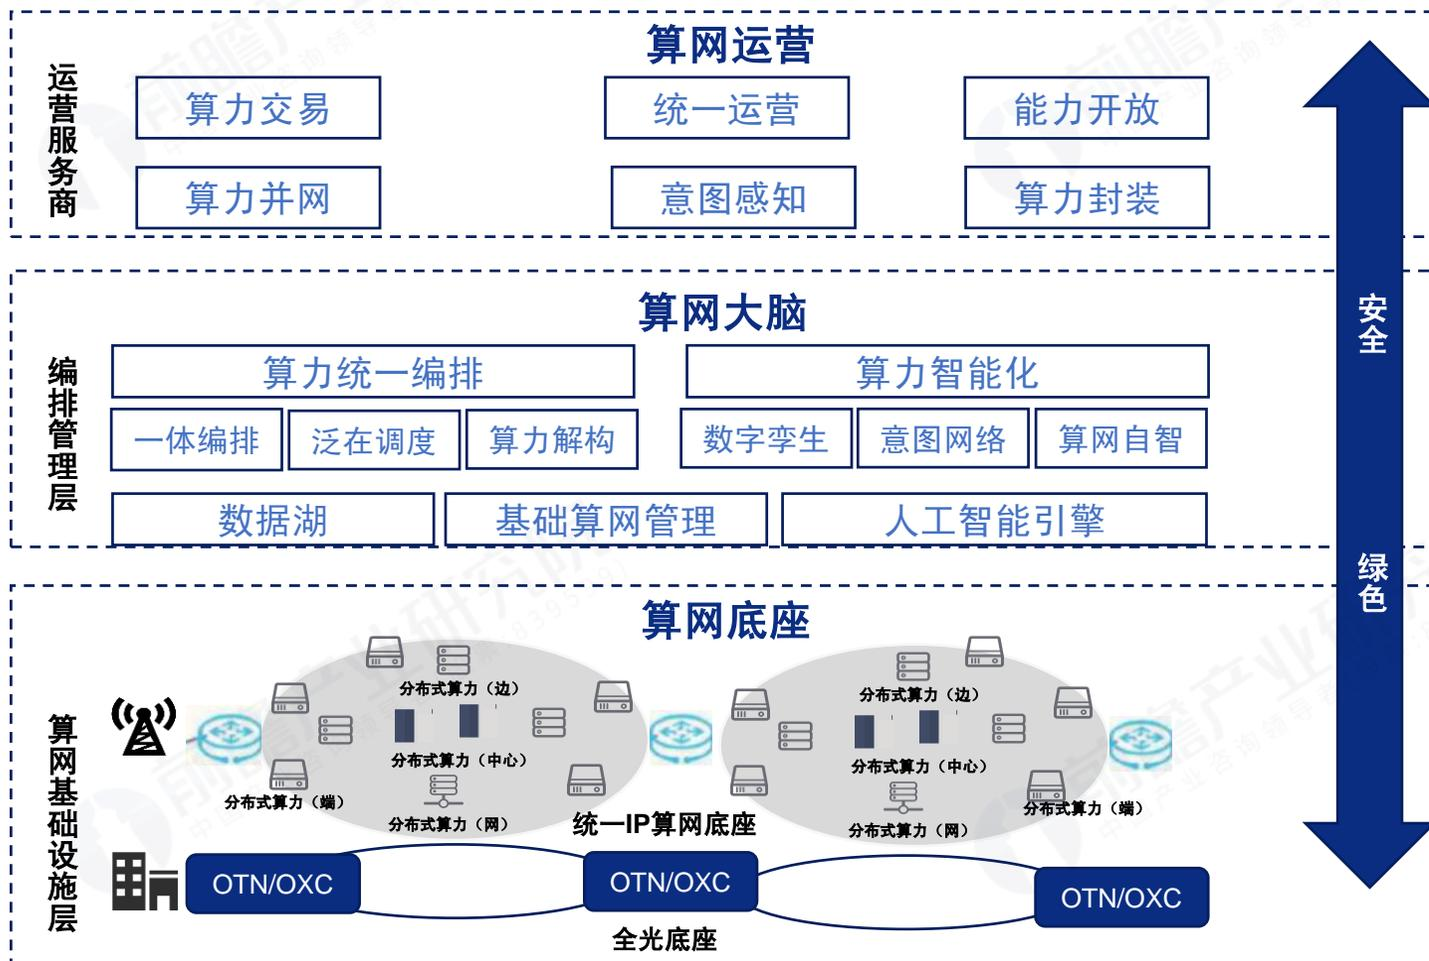 算网运营
运营服务商
算力交易
统一运营
能力开放
算力并网
意图感知
算力封装
算网大脑
编排管理层
算力统一编排
算力智能化
一体编排
泛在调度
算力解构
数字孪生
意图网络
算网自智
数据湖
基础算网管理
人工智能引擎
安全
绿色
算网底座
算网基础设施层
分布式算力（边）
分布式算力（中心）
分布式算力（端）
分布式算力（网）
分布式算力（边）
分布式算力（中心）
分布式算力（端）
分布式算力（网）
统一IP算网底座
OTN/OXC
OTN/OXC
OTN/OXC
全光底座